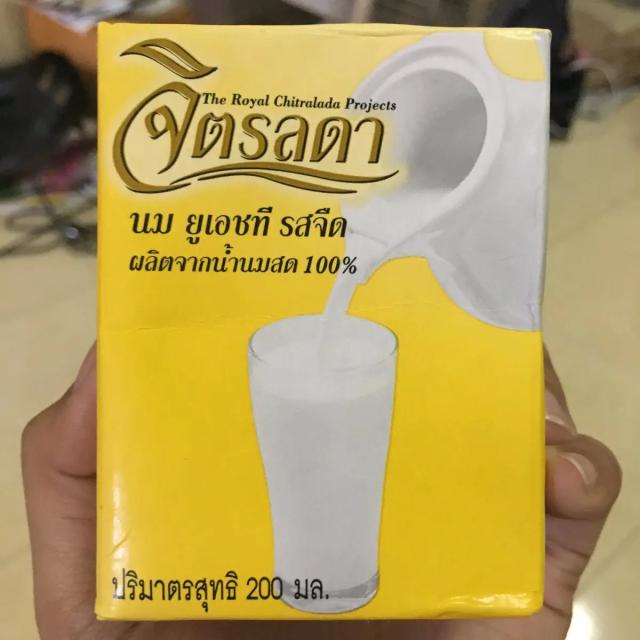 The Royal Chitralada Projects
จิตรลดา
นม ยูเอชที รสจืด
ผลิตจากน้ำนมสด 100%
ปริมาตรสุทธิ 200 มล.